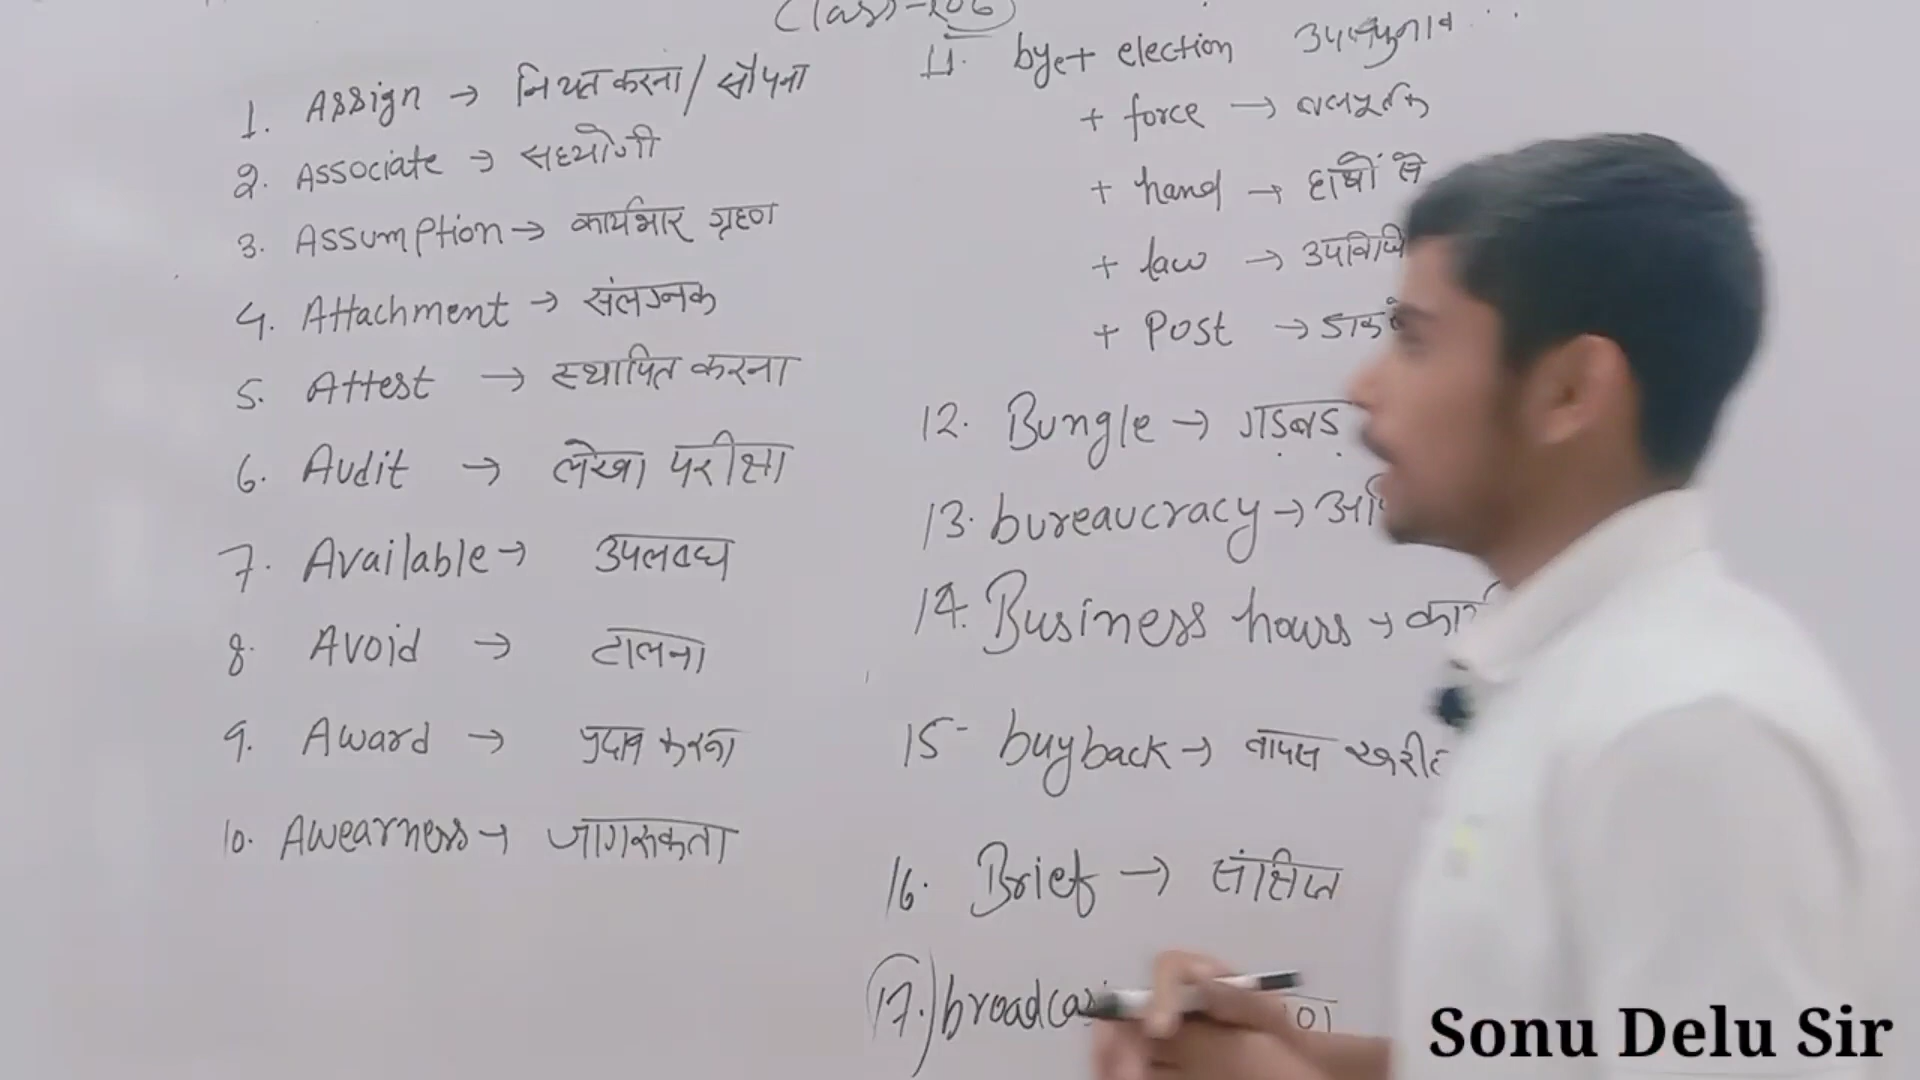 Class-206
1. Assign → नियत करना / सौपना
2. Associate → सहयोगी
3. Assumption → कार्यभार ग्रहण
4. Attachment → संलग्नक
5. Attest → स्थापित करना
6. Audit → लेखा परीक्षा
7. Available → उपलब्ध
8. Avoid → टालना
9. Award → प्रदान करना
10. Awearness → जागरूकता
11. bye + election उपचुनाव
+ force → बलपूर्वक
+ hand → हाथों से
+ law → उपविधि
+ Post → डाक से
12. Bungle → गड़बड़
13. bureaucracy →
14. Business hours →
15- buyback → वापस
16. Brief → संक्षिप्त
17.)
Sonu Delu Sir